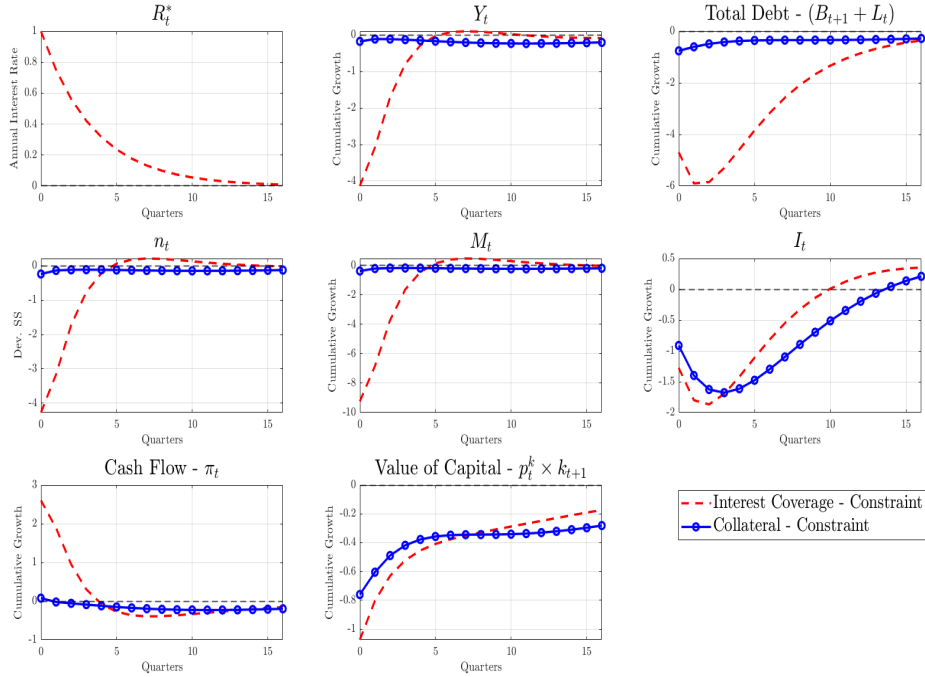 R*_t
Annual Interest Rate
1
0.8
0.6
0.4
0.2
0
0 5 10 15
Quarters
Y_t
Cumulative Growth
0
-1
-2
-3
-4
0 5 10 15
Quarters
Total Debt - (B_{t+1} + L_t)
Cumulative Growth
0
-2
-4
-6
0 5 10 15
Quarters
n_t
Dev. SS
0
-1
-2
-3
-4
0 5 10 15
Quarters
M_t
Cumulative Growth
0
-2
-4
-6
-8
-10
0 5 10 15
Quarters
I_t
Cumulative Growth
0.5
0
-0.5
-1
-1.5
-2
0 5 10 15
Quarters
Cash Flow - π_t
Cumulative Growth
3
2
1
0
-1
0 5 10 15
Quarters
Value of Capital - p^k_t × k_{t+1}
Cumulative Growth
0
-0.2
-0.4
-0.6
-0.8
-1
0 5 10 15
Quarters
Interest Coverage - Constraint
Collateral - Constraint